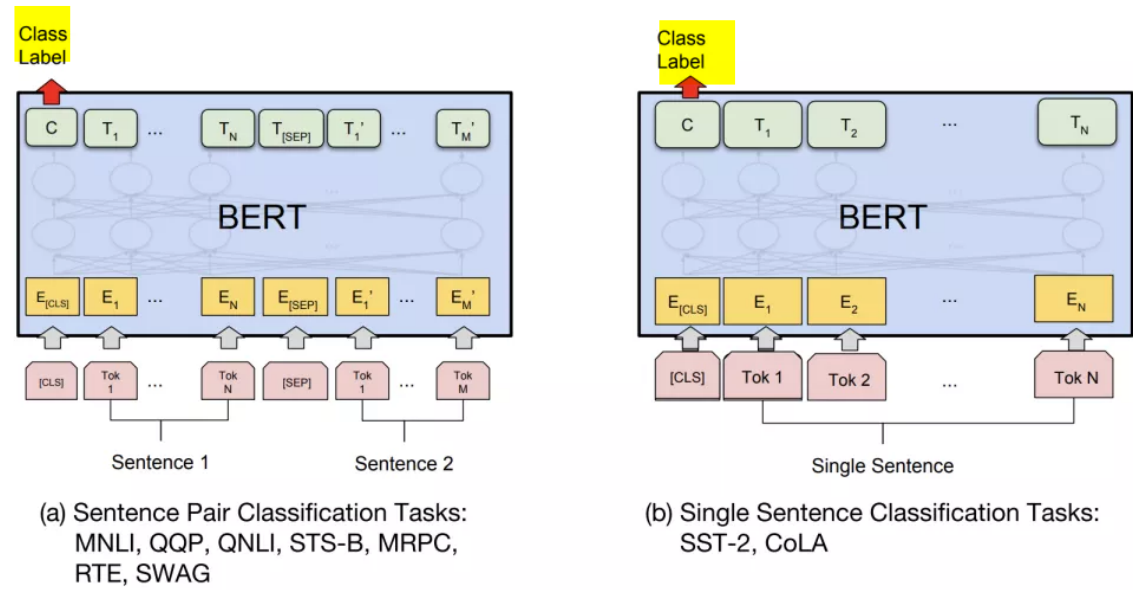 Class
Label
C T1 ... TN T[SEP] T1' ... TM'
BERT
E[CLS] E1 ... EN E[SEP] E1' ... EM'
[CLS] Tok 1 ... Tok N [SEP] Tok 1 ... Tok M
Sentence 1 Sentence 2
(a) Sentence Pair Classification Tasks:
MNLI, QQP, QNLI, STS-B, MRPC,
RTE, SWAG
Class
Label
C T1 T2 ... TN
BERT
E[CLS] E1 E2 ... EN
[CLS] Tok 1 Tok 2 ... Tok N
Single Sentence
(b) Single Sentence Classification Tasks:
SST-2, CoLA